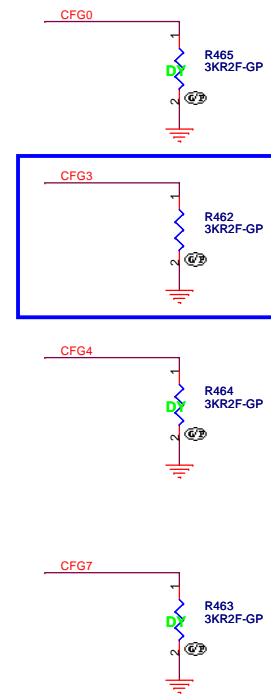 CFG0
1
R465
3KR2F-GP
DY
2
G/P
CFG3
1
R462
3KR2F-GP
2
G/P
CFG4
1
R464
3KR2F-GP
DY
2
G/P
CFG7
1
R463
3KR2F-GP
DY
2
G/P